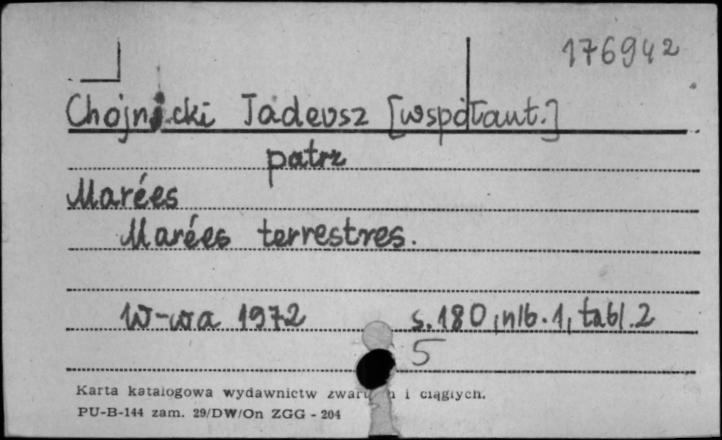 176942
Chojnicki Tadeusz [współaut.]
patrz
Marées
Marées terrestres.
W-wa 1972 s.180, nlb.1, tabl.2
5
Karta katalogowa wydawnictw i ciągłych.
PU-B-144 zam. 29/DW/On ZGG - 204